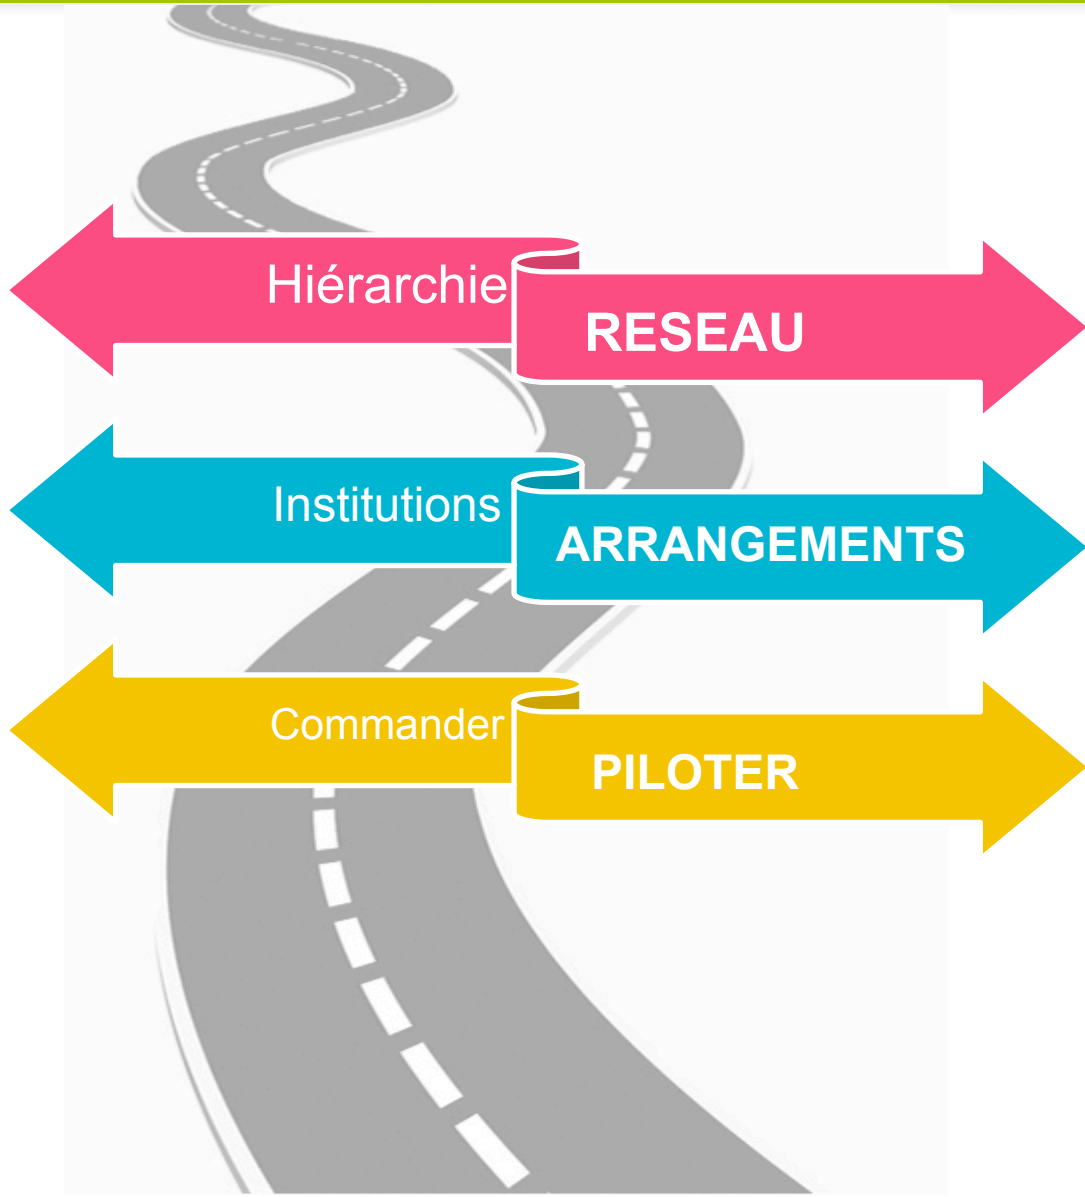 Hiérarchie
RESEAU
Institutions
ARRANGEMENTS
Commander
PILOTER